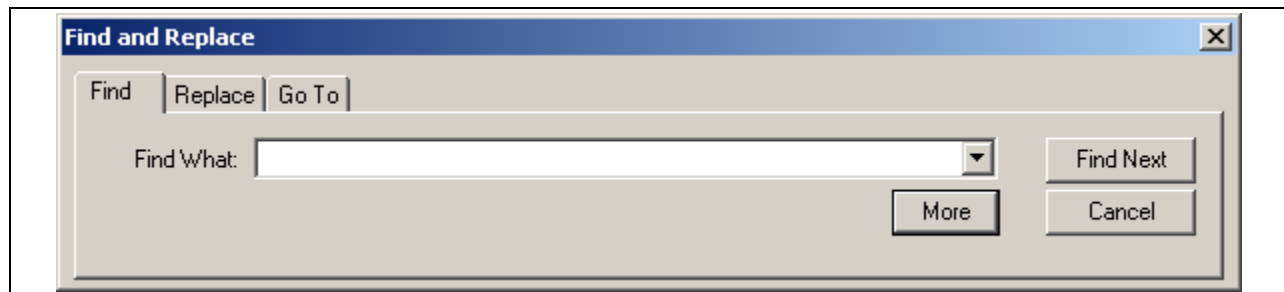 Find and Replace
Find Replace Go To
Find What: Find Next
More Cancel